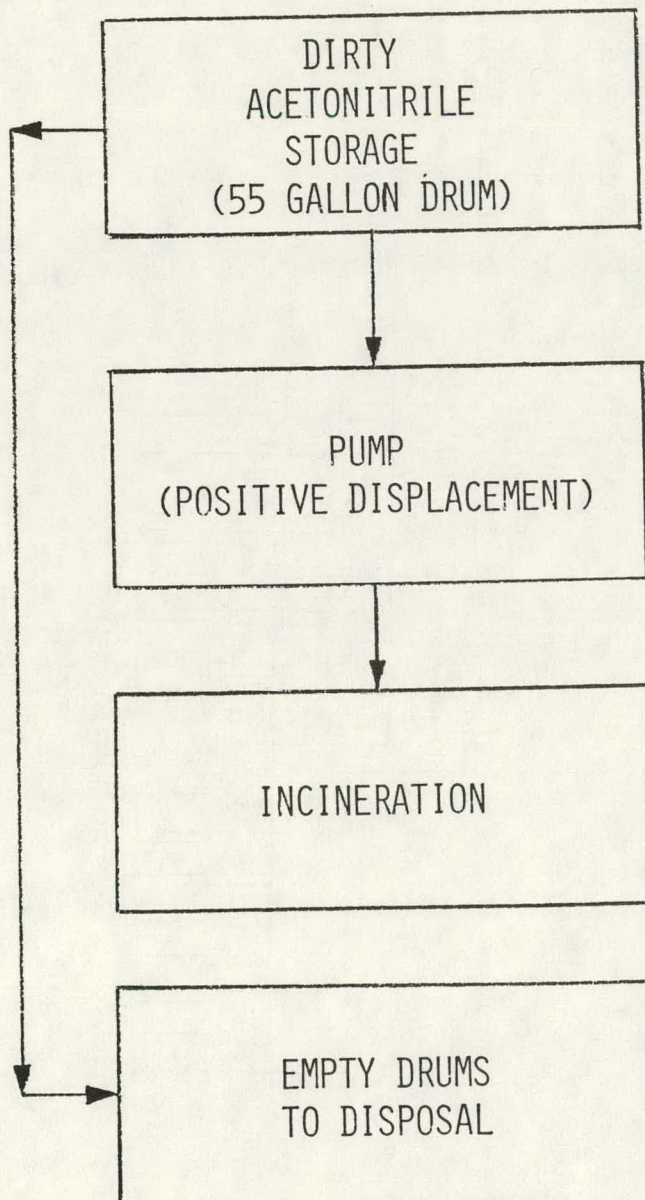 DIRTY
ACETONITRILE
STORAGE
(55 GALLON DRUM)
PUMP
(POSITIVE DISPLACEMENT)
INCINERATION
EMPTY DRUMS
TO DISPOSAL